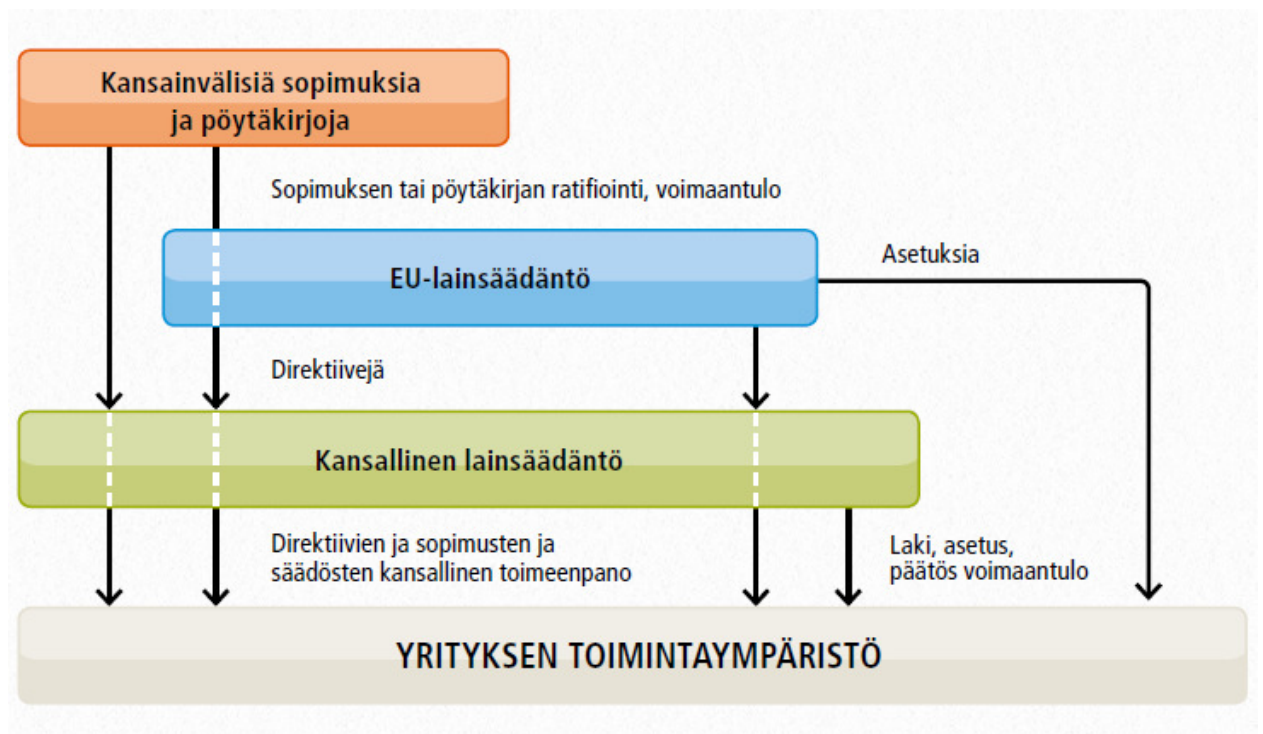 Kansainvälisiä sopimuksia
ja pöytäkirjoja
Sopimuksen tai pöytäkirjan ratifiointi, voimaantulo
EU-lainsäädäntö
Asetuksia
Direktiivejä
Kansallinen lainsäädäntö
Direktiivien ja sopimusten ja
säädösten kansallinen toimeenpano
Laki, asetus,
päätös voimaantulo
YRITYKSEN TOIMINTAYMPÄRISTÖ